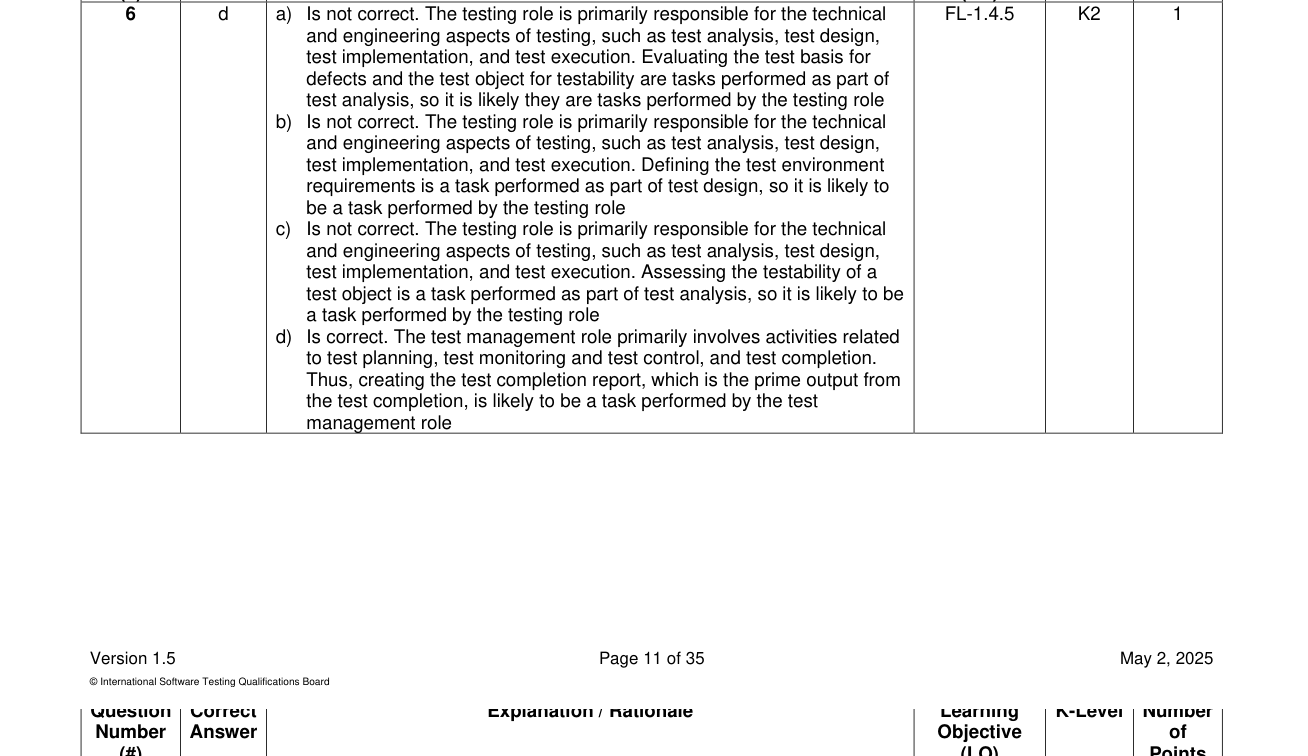 6 d a) Is not correct. The testing role is primarily responsible for the technical FL-1.4.5 K2 1
and engineering aspects of testing, such as test analysis, test design,
test implementation, and test execution. Evaluating the test basis for
defects and the test object for testability are tasks performed as part of
test analysis, so it is likely they are tasks performed by the testing role
b) Is not correct. The testing role is primarily responsible for the technical
and engineering aspects of testing, such as test analysis, test design,
test implementation, and test execution. Defining the test environment
requirements is a task performed as part of test design, so it is likely to
be a task performed by the testing role
c) Is not correct. The testing role is primarily responsible for the technical
and engineering aspects of testing, such as test analysis, test design,
test implementation, and test execution. Assessing the testability of a
test object is a task performed as part of test analysis, so it is likely to be
a task performed by the testing role
d) Is correct. The test management role primarily involves activities related
to test planning, test monitoring and test control, and test completion.
Thus, creating the test completion report, which is the prime output from
the test completion, is likely to be a task performed by the test
management role
Version 1.5 Page 11 of 35 May 2, 2025
© International Software Testing Qualifications Board
Question Correct Explanation / Rationale Learning K-Level Number
Number Answer Objective of
(#) (LO) Points